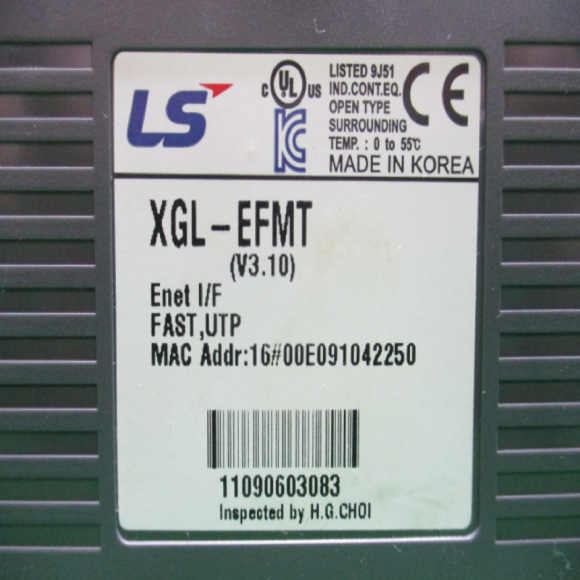 LS
C UL US
LISTED 9J51
IND.CONT.EQ.
OPEN TYPE
SURROUNDING
TEMP. : 0 to 55℃
CE
KC
MADE IN KOREA
XGL-EFMT
(V3.10)
Enet I/F
FAST,UTP
MAC Addr:16#00E091042250
11090603083
Inspected by H.G.CHOI